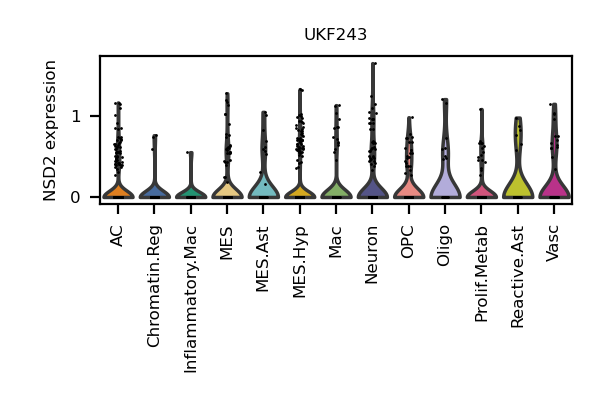 UKF243
NSD2 expression
1
0
AC
Chromatin.Reg
Inflammatory.Mac
MES
MES.Ast
MES.Hyp
Mac
Neuron
OPC
Oligo
Prolif.Metab
Reactive.Ast
Vasc